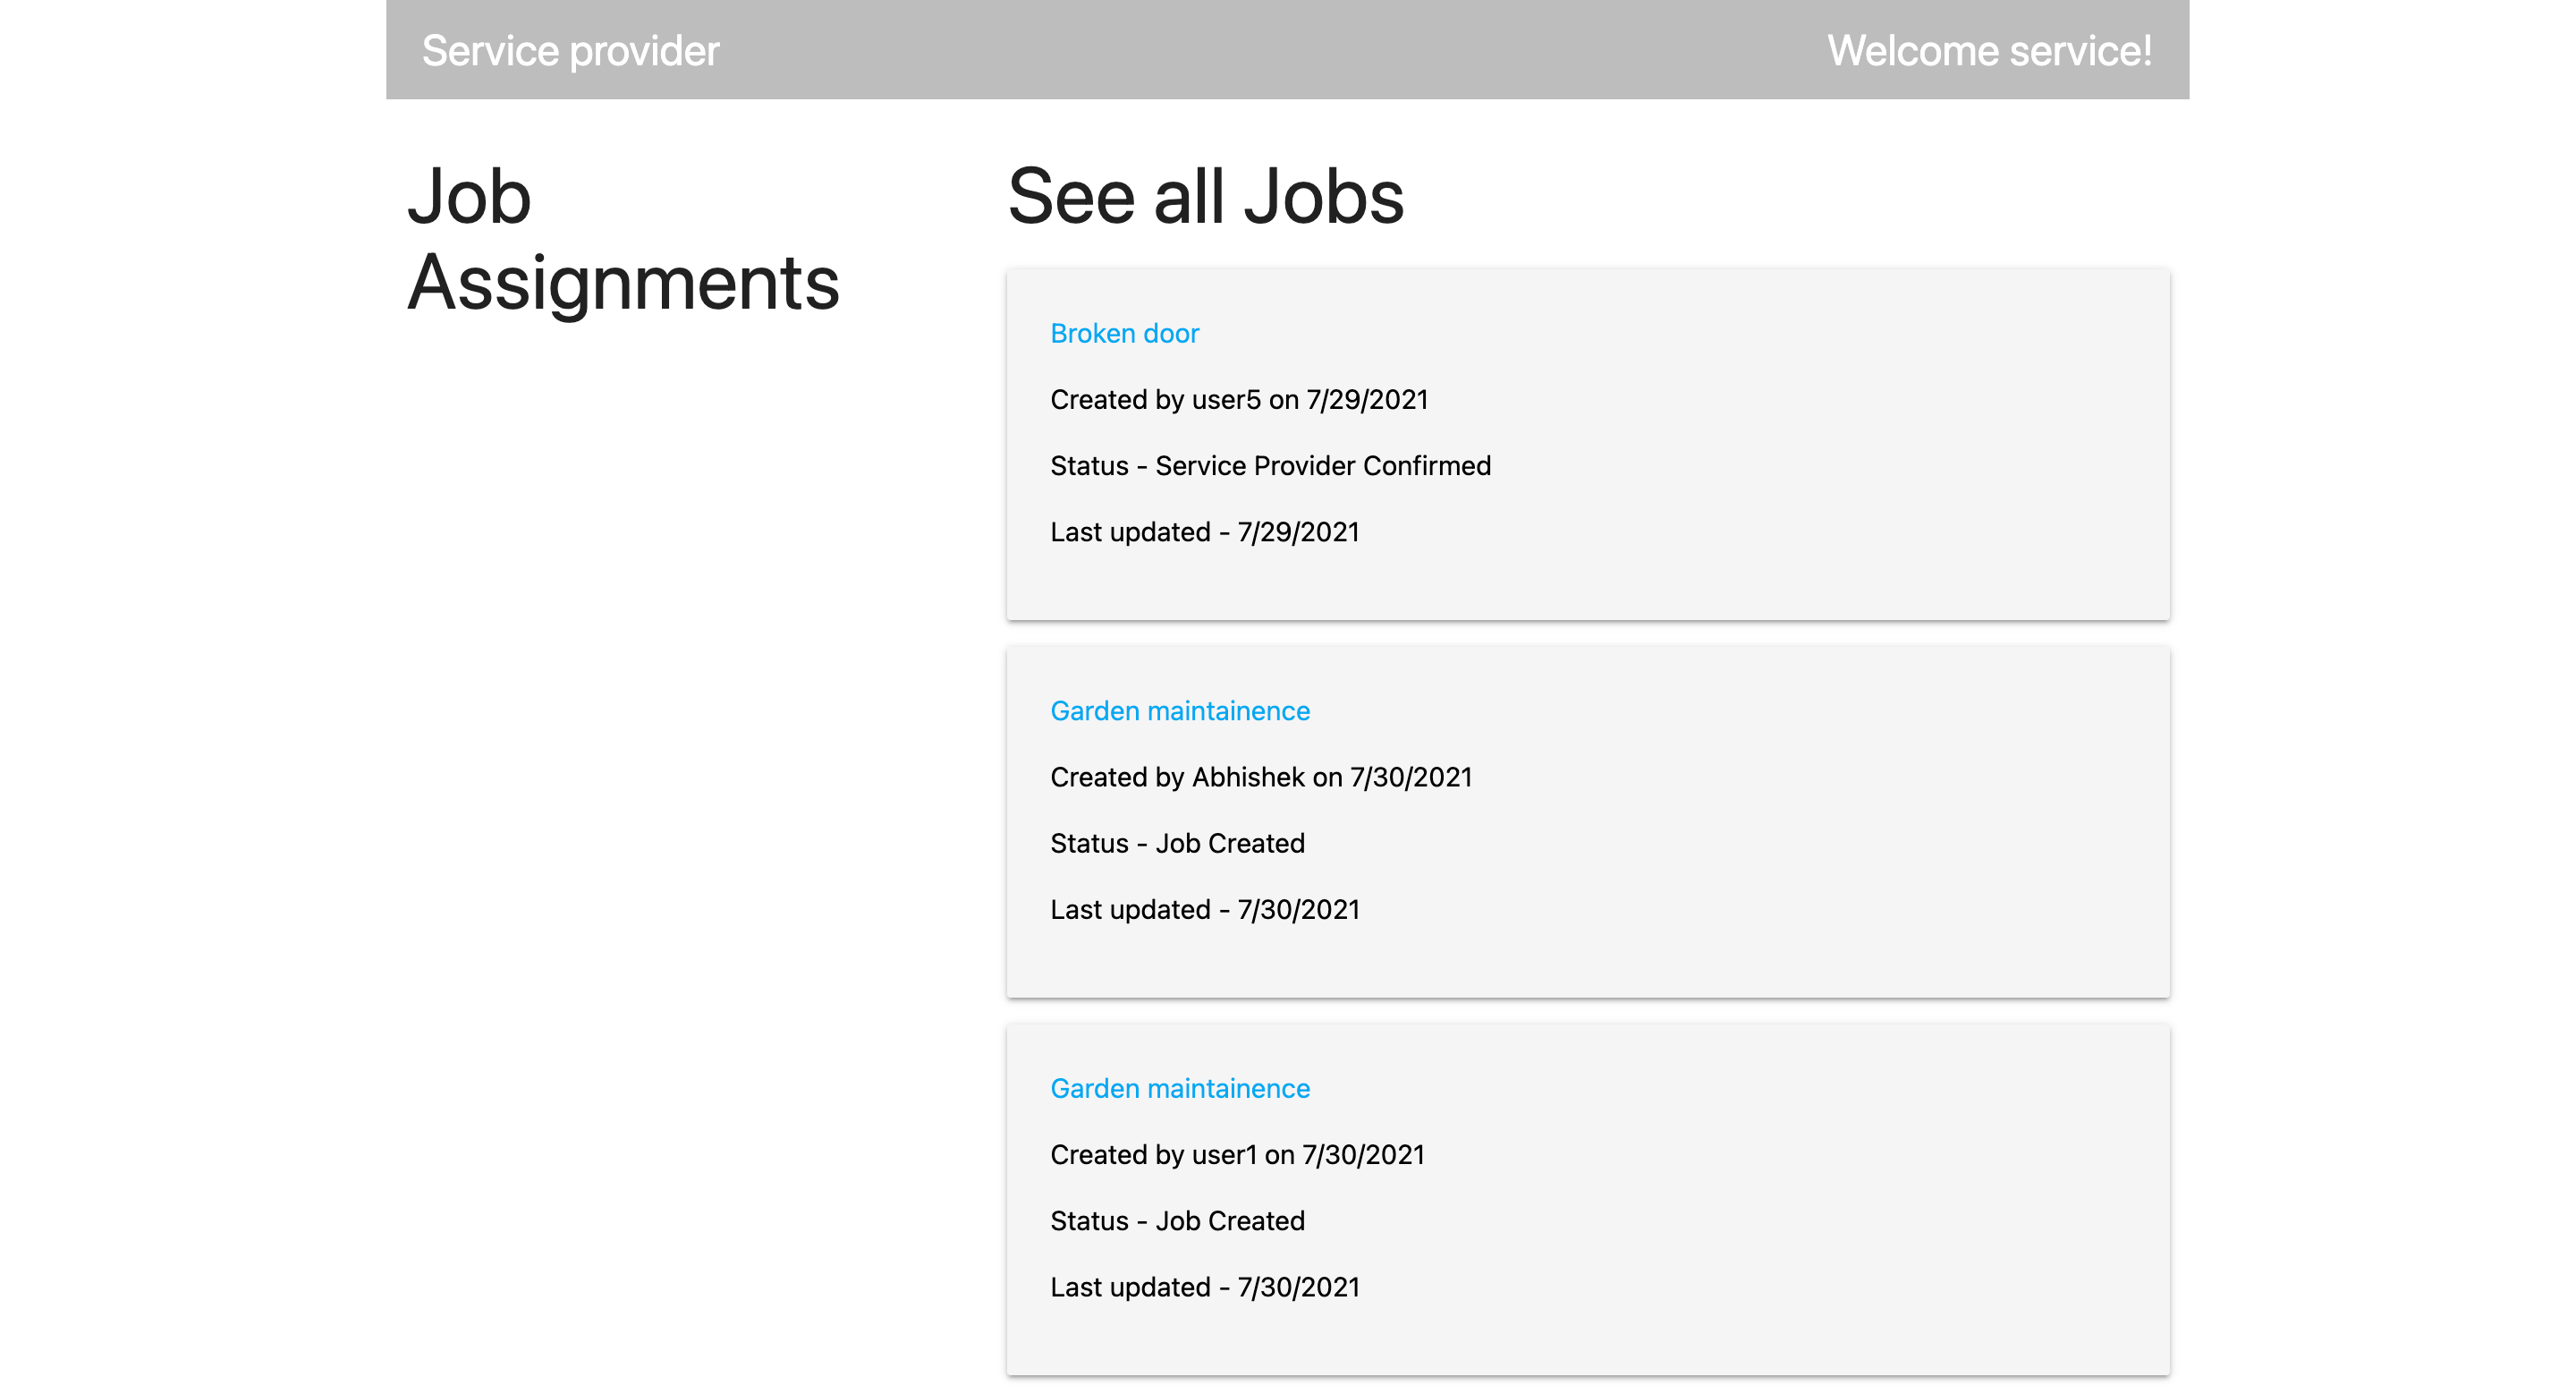 Service provider
Welcome service!
Job
Assignments
See all Jobs
Broken door
Created by user5 on 7/29/2021
Status - Service Provider Confirmed
Last updated - 7/29/2021
Garden maintainence
Created by Abhishek on 7/30/2021
Status - Job Created
Last updated - 7/30/2021
Garden maintainence
Created by user1 on 7/30/2021
Status - Job Created
Last updated - 7/30/2021